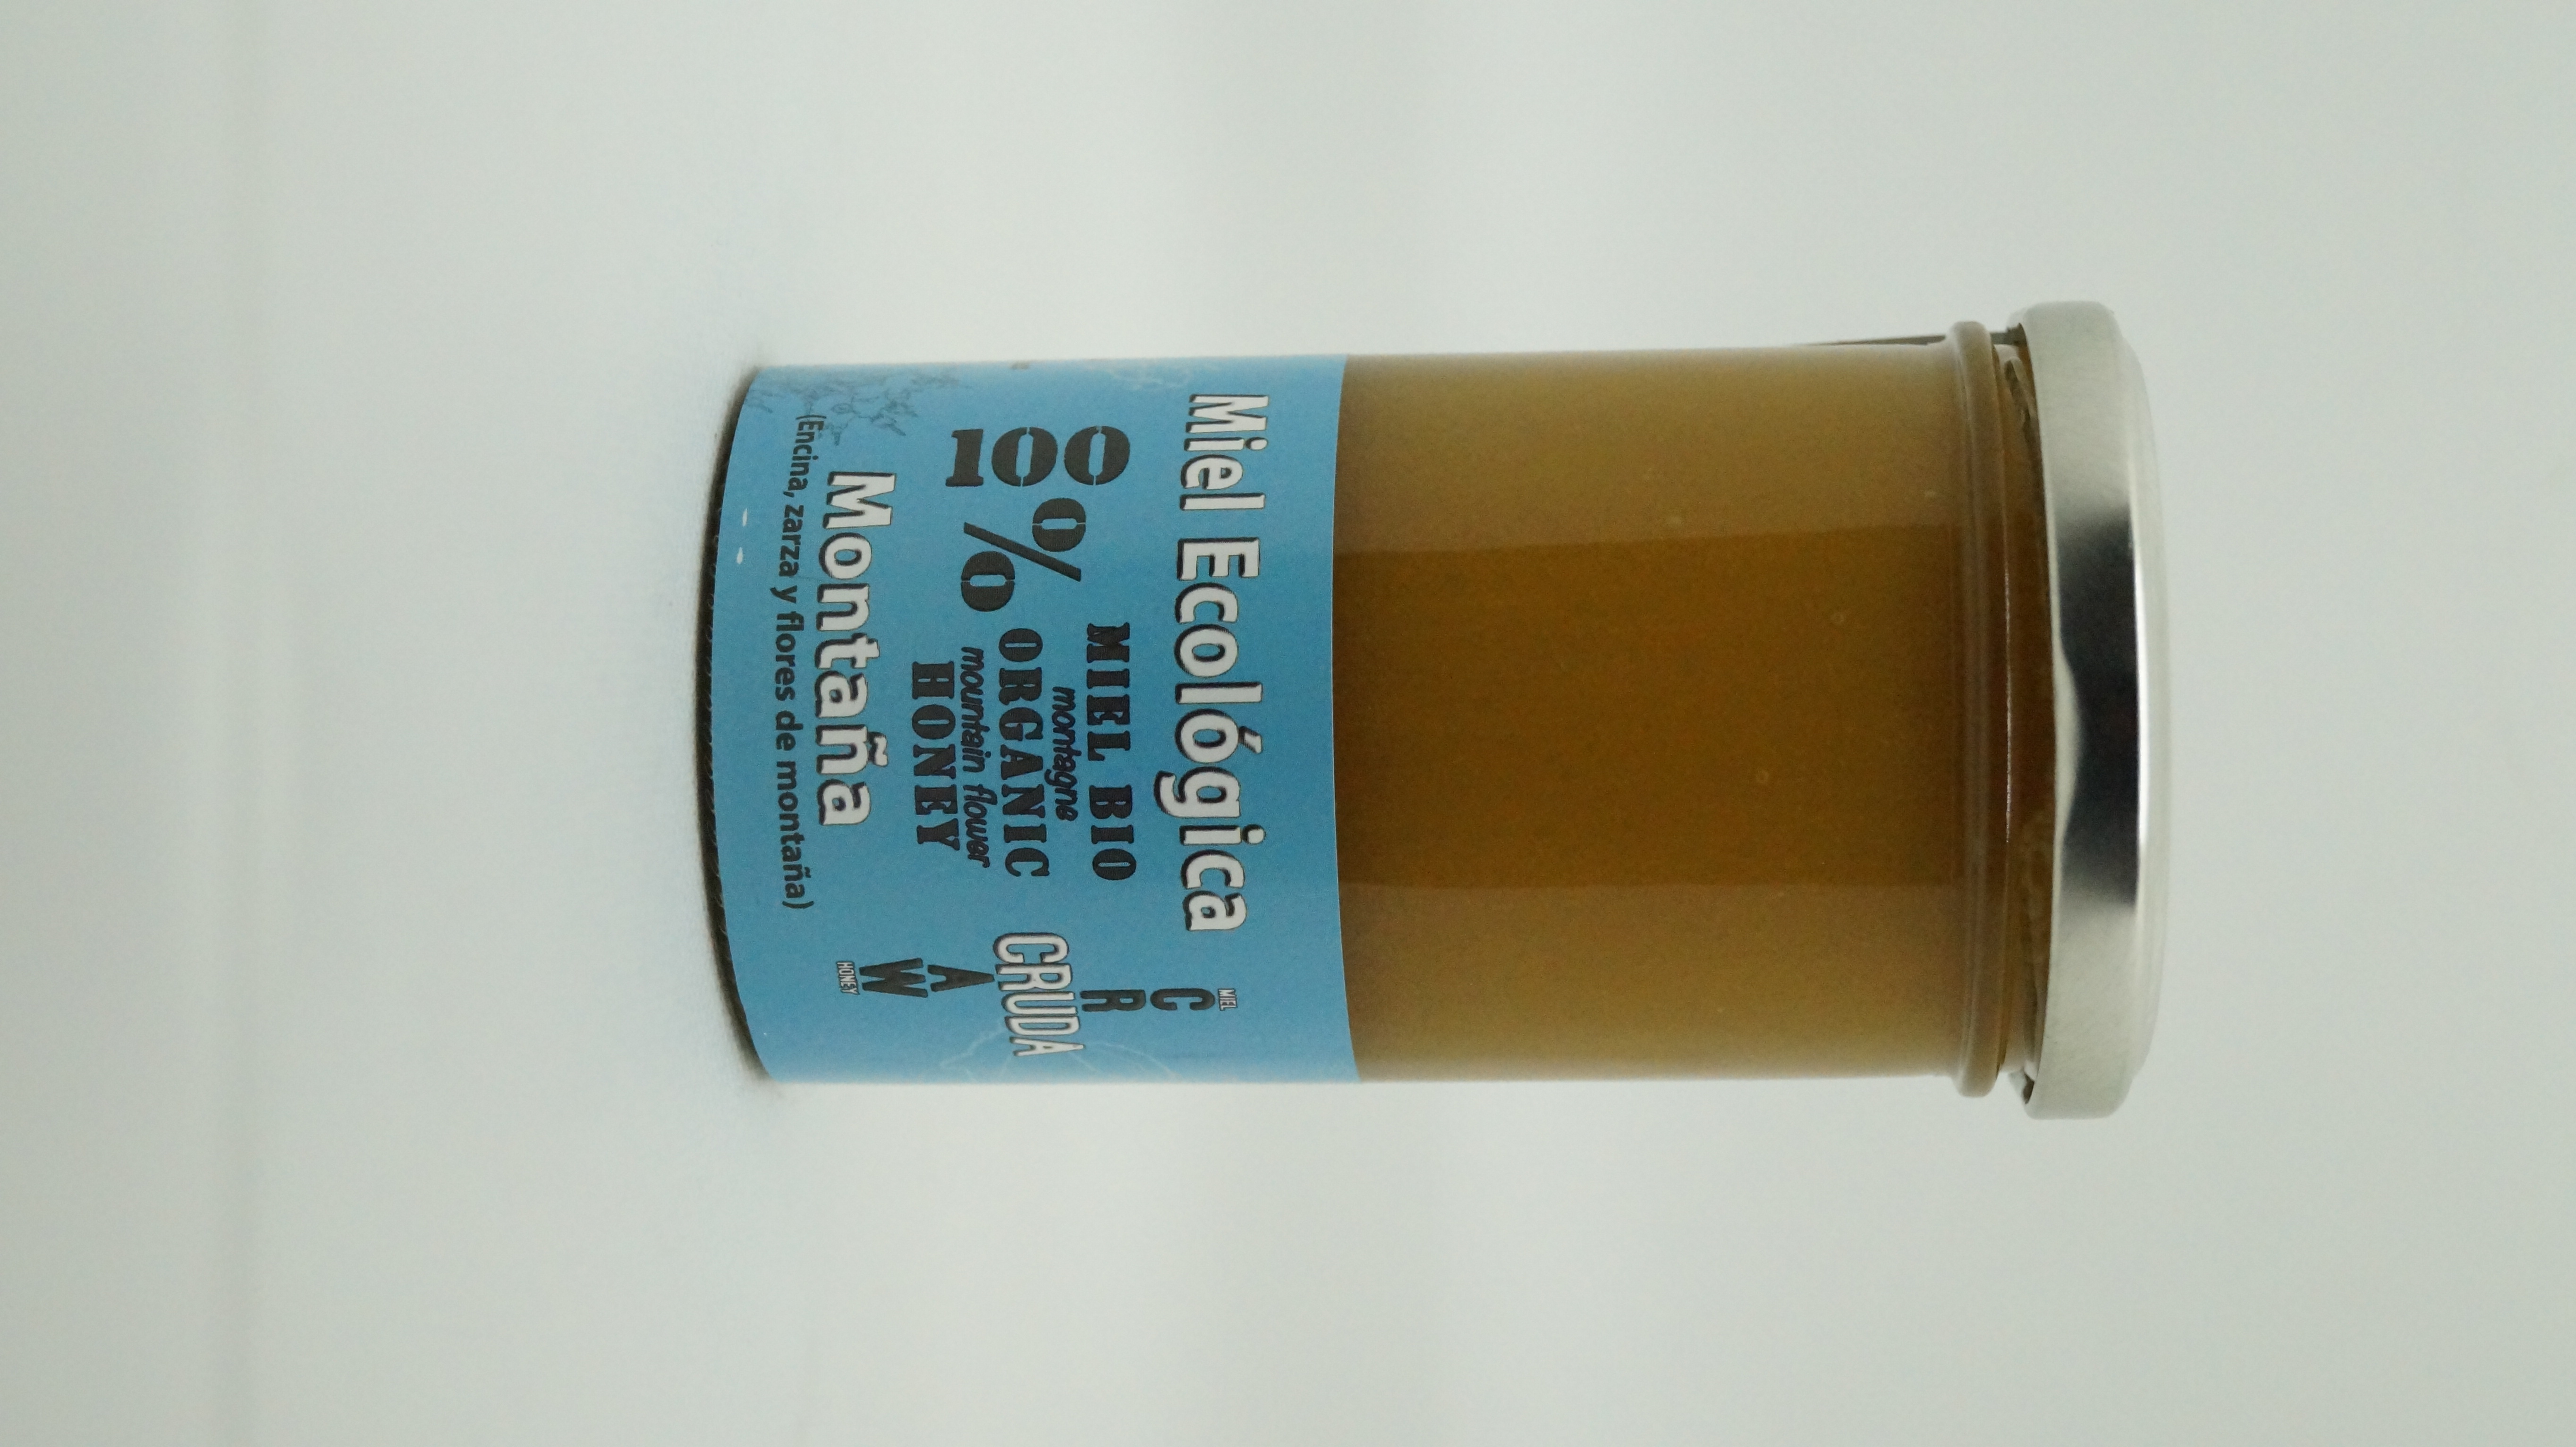 Miel Ecológica
100%
MIEL BIO
montagne
ORGANIC
mountain flower
HONEY
Montaña
(Encina, zarza y flores de montaña)
MIEL
C
R
CRUDA
A
W
HONEY